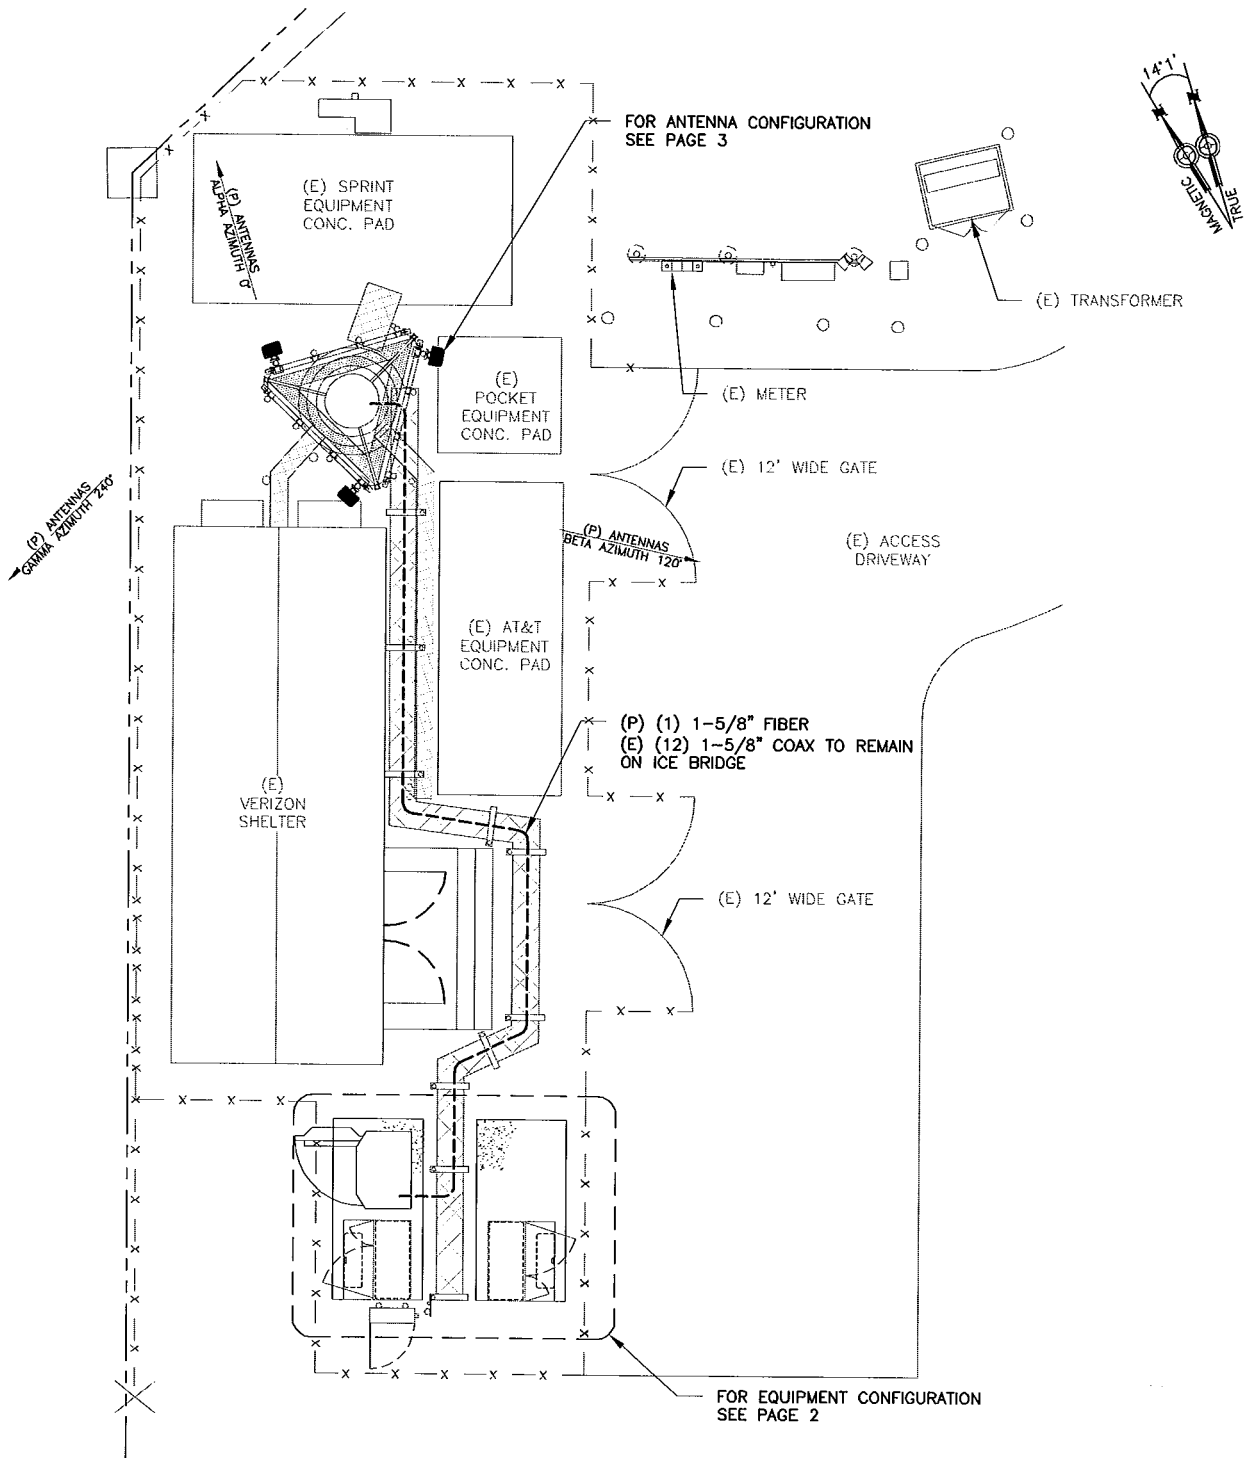 14°1'
MAGNETIC
TRUE
FOR ANTENNA CONFIGURATION
SEE PAGE 3
(E) SPRINT
EQUIPMENT
CONC. PAD
(P) ANTENNAS
ALPHA AZIMUTH 0°
(E) TRANSFORMER
(E)
POCKET
EQUIPMENT
CONC. PAD
(E) METER
(E) 12' WIDE GATE
(P) ANTENNAS
GAMMA AZIMUTH 240°
(P) ANTENNAS
BETA AZIMUTH 120°
(E) ACCESS
DRIVEWAY
(E) AT&T
EQUIPMENT
CONC. PAD
(P) (1) 1-5/8" FIBER
(E) (12) 1-5/8" COAX TO REMAIN
ON ICE BRIDGE
(E)
VERIZON
SHELTER
(E) 12' WIDE GATE
FOR EQUIPMENT CONFIGURATION
SEE PAGE 2